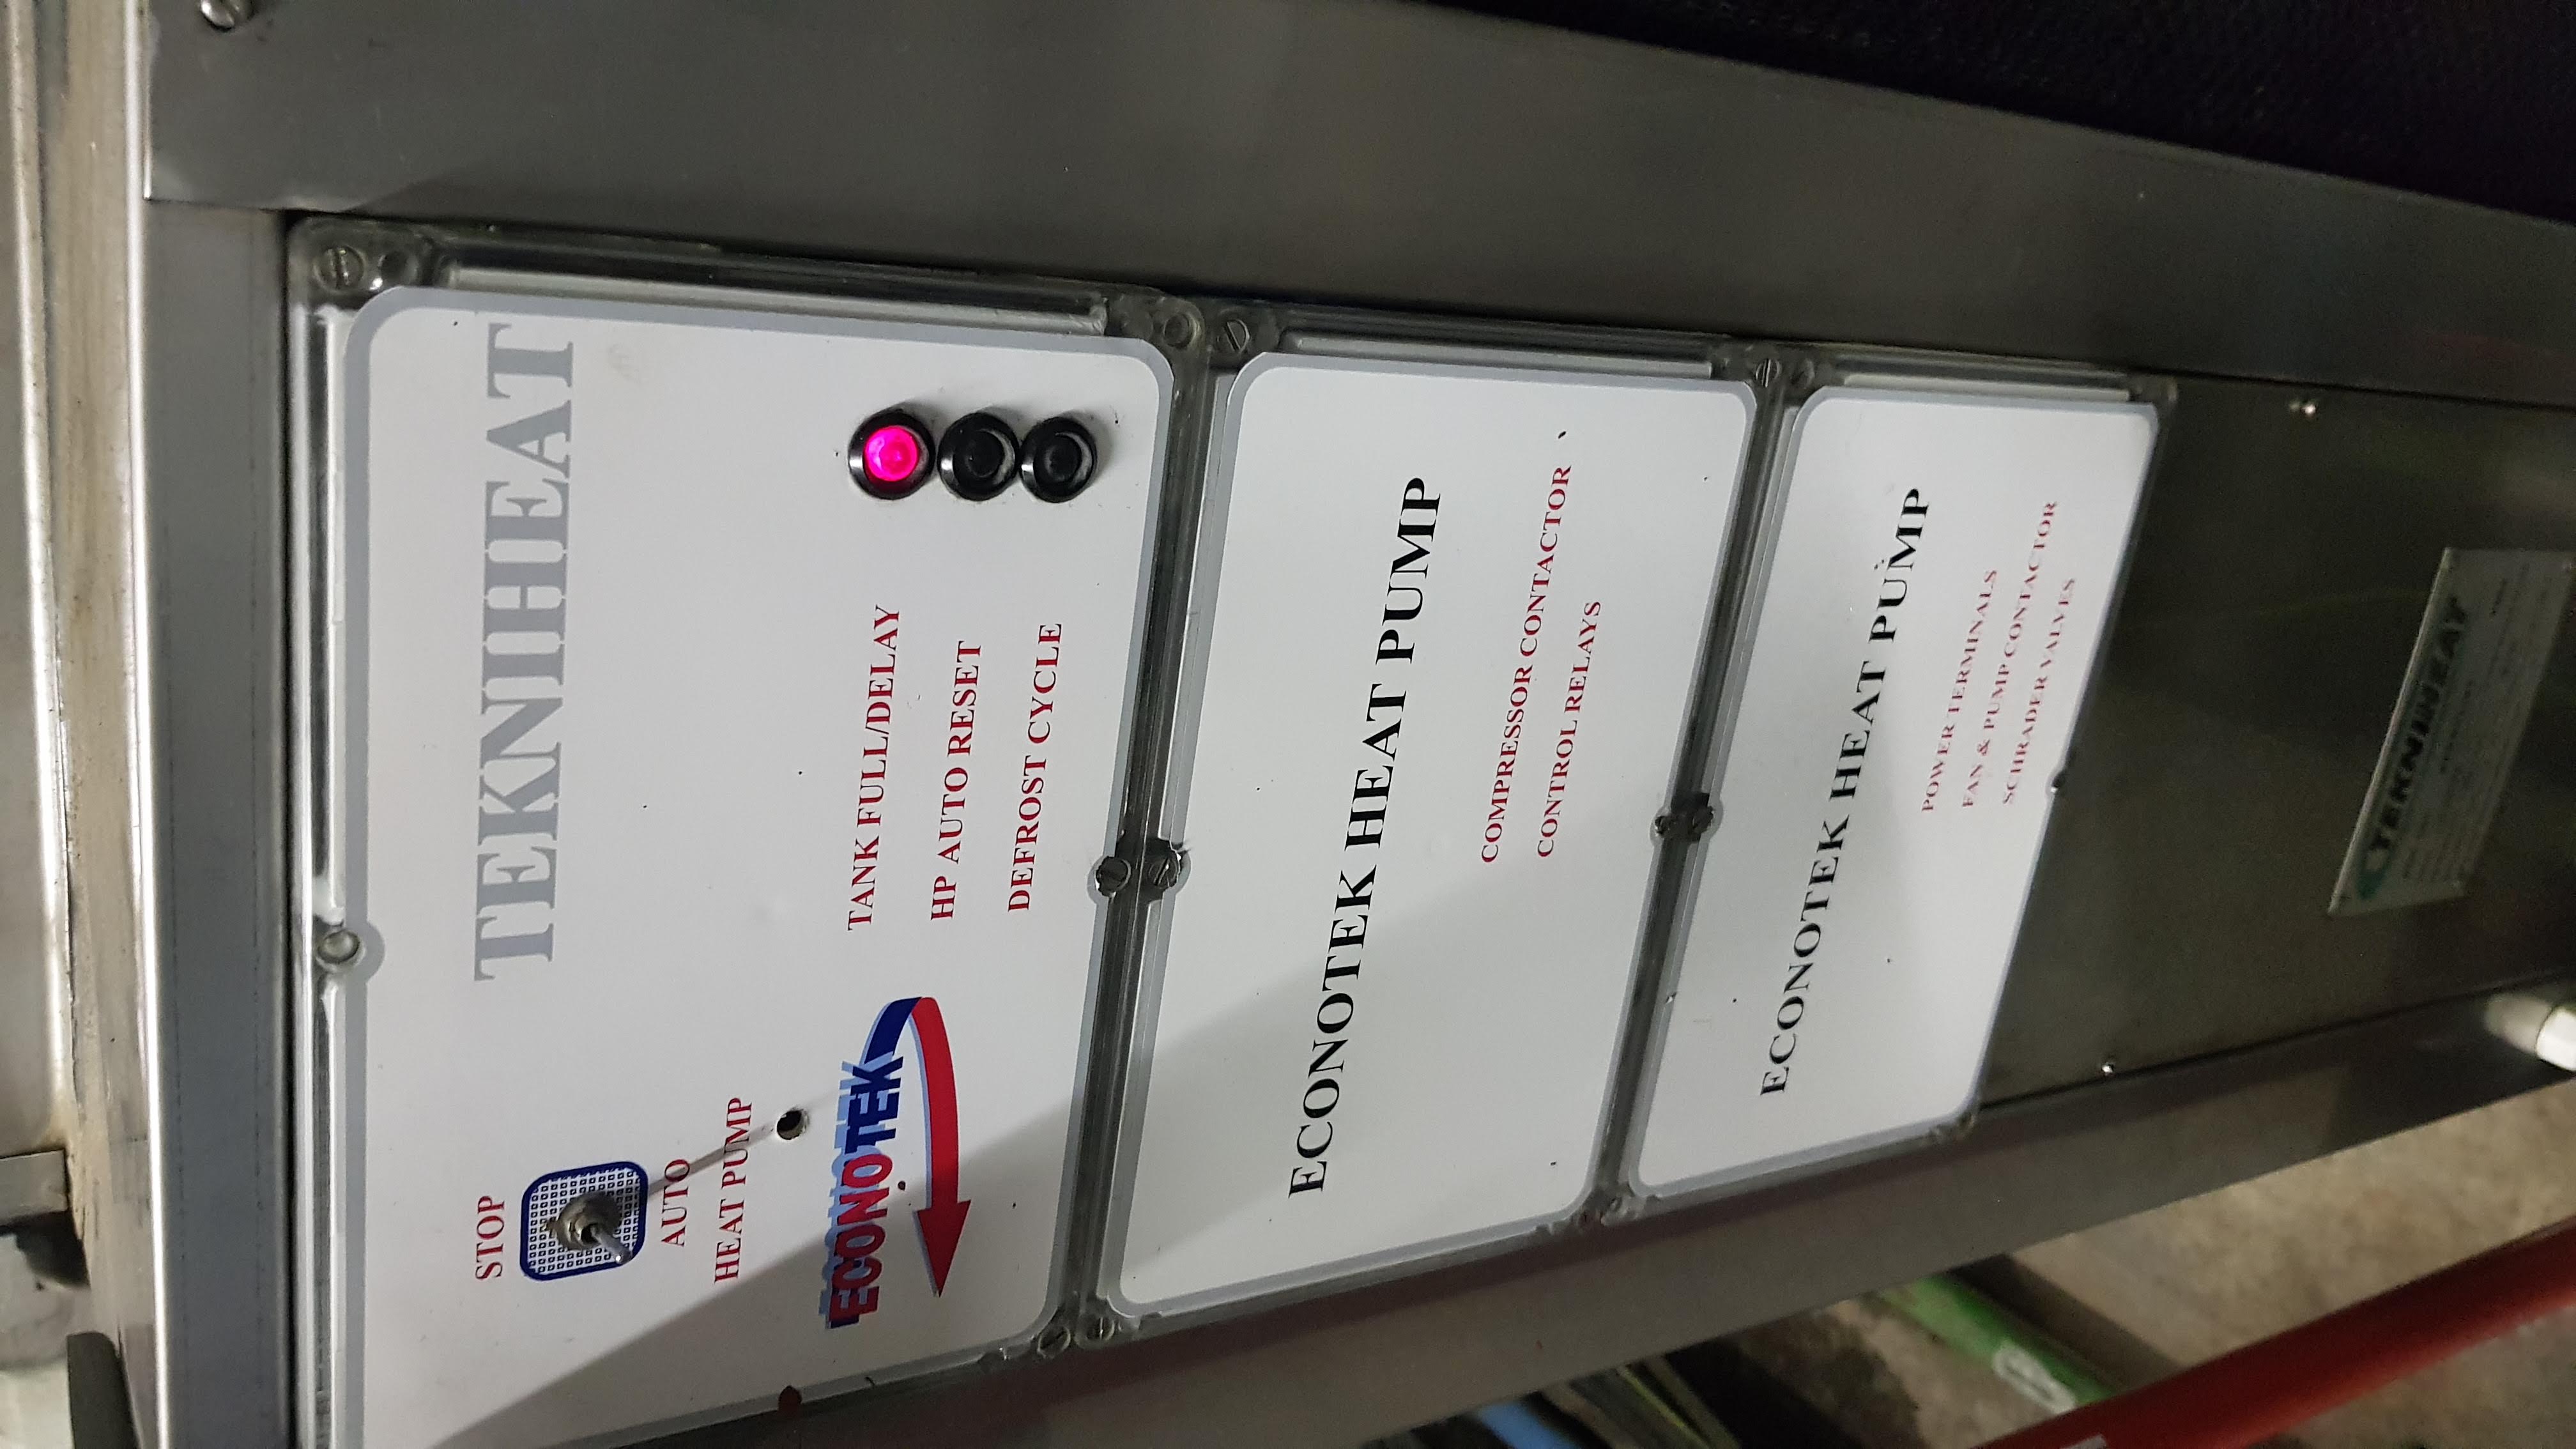 STOP
TEKNIHEAT
AUTO
HEAT PUMP
ECONOTEK
TANK FULL/DELAY
HP AUTO RESET
DEFROST CYCLE
ECONOTEK HEAT PUMP
COMPRESSOR CONTACTOR
CONTROL RELAYS
ECONOTEK HEAT PUMP
POWER TERMINALS
FAN & PUMP CONTACTOR
SCHRADER VALVES
TEKNIHEAT